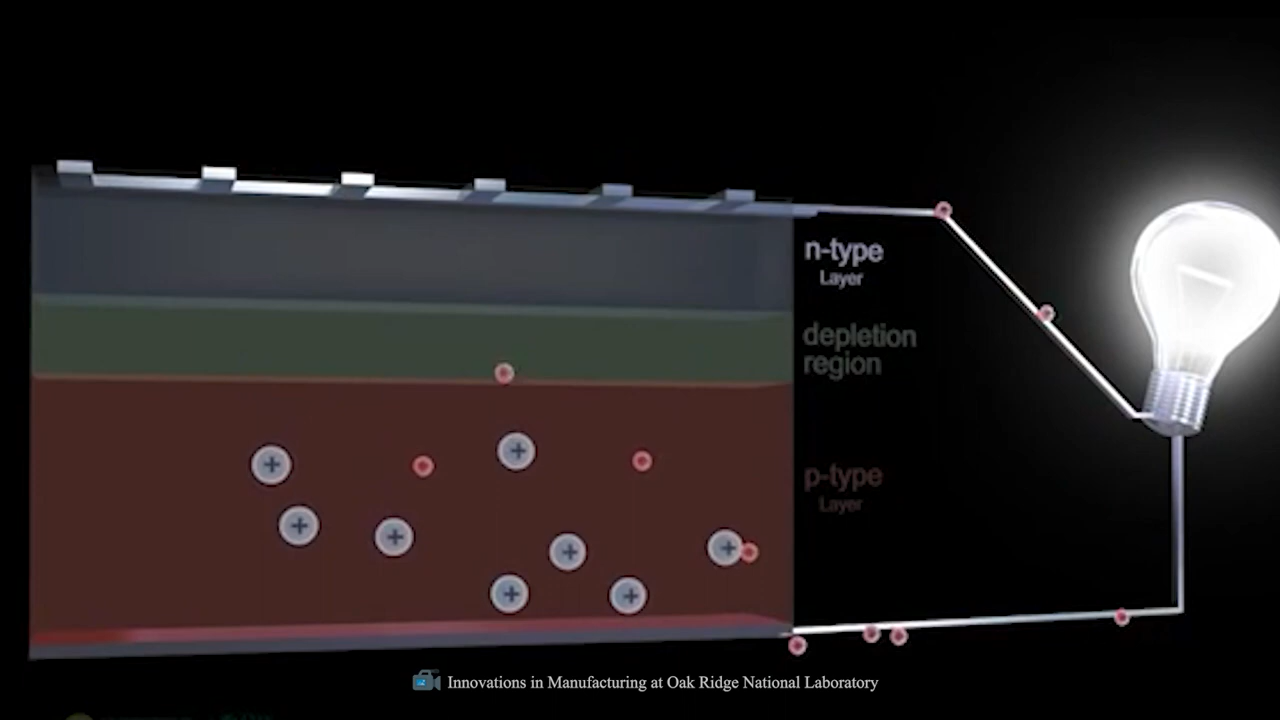 n-type
Layer
depletion
region
p-type
Layer
+
+
+
+
+
+
+
+
Innovations in Manufacturing at Oak Ridge National Laboratory